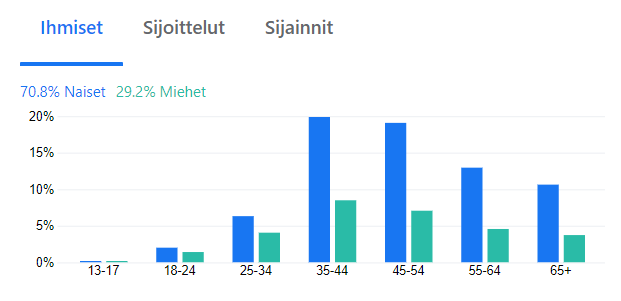 Ihmiset Sijoittelut Sijainnit
70.8% Naiset 29.2% Miehet
20%
15%
10%
5%
0%
13-17 18-24 25-34 35-44 45-54 55-64 65+